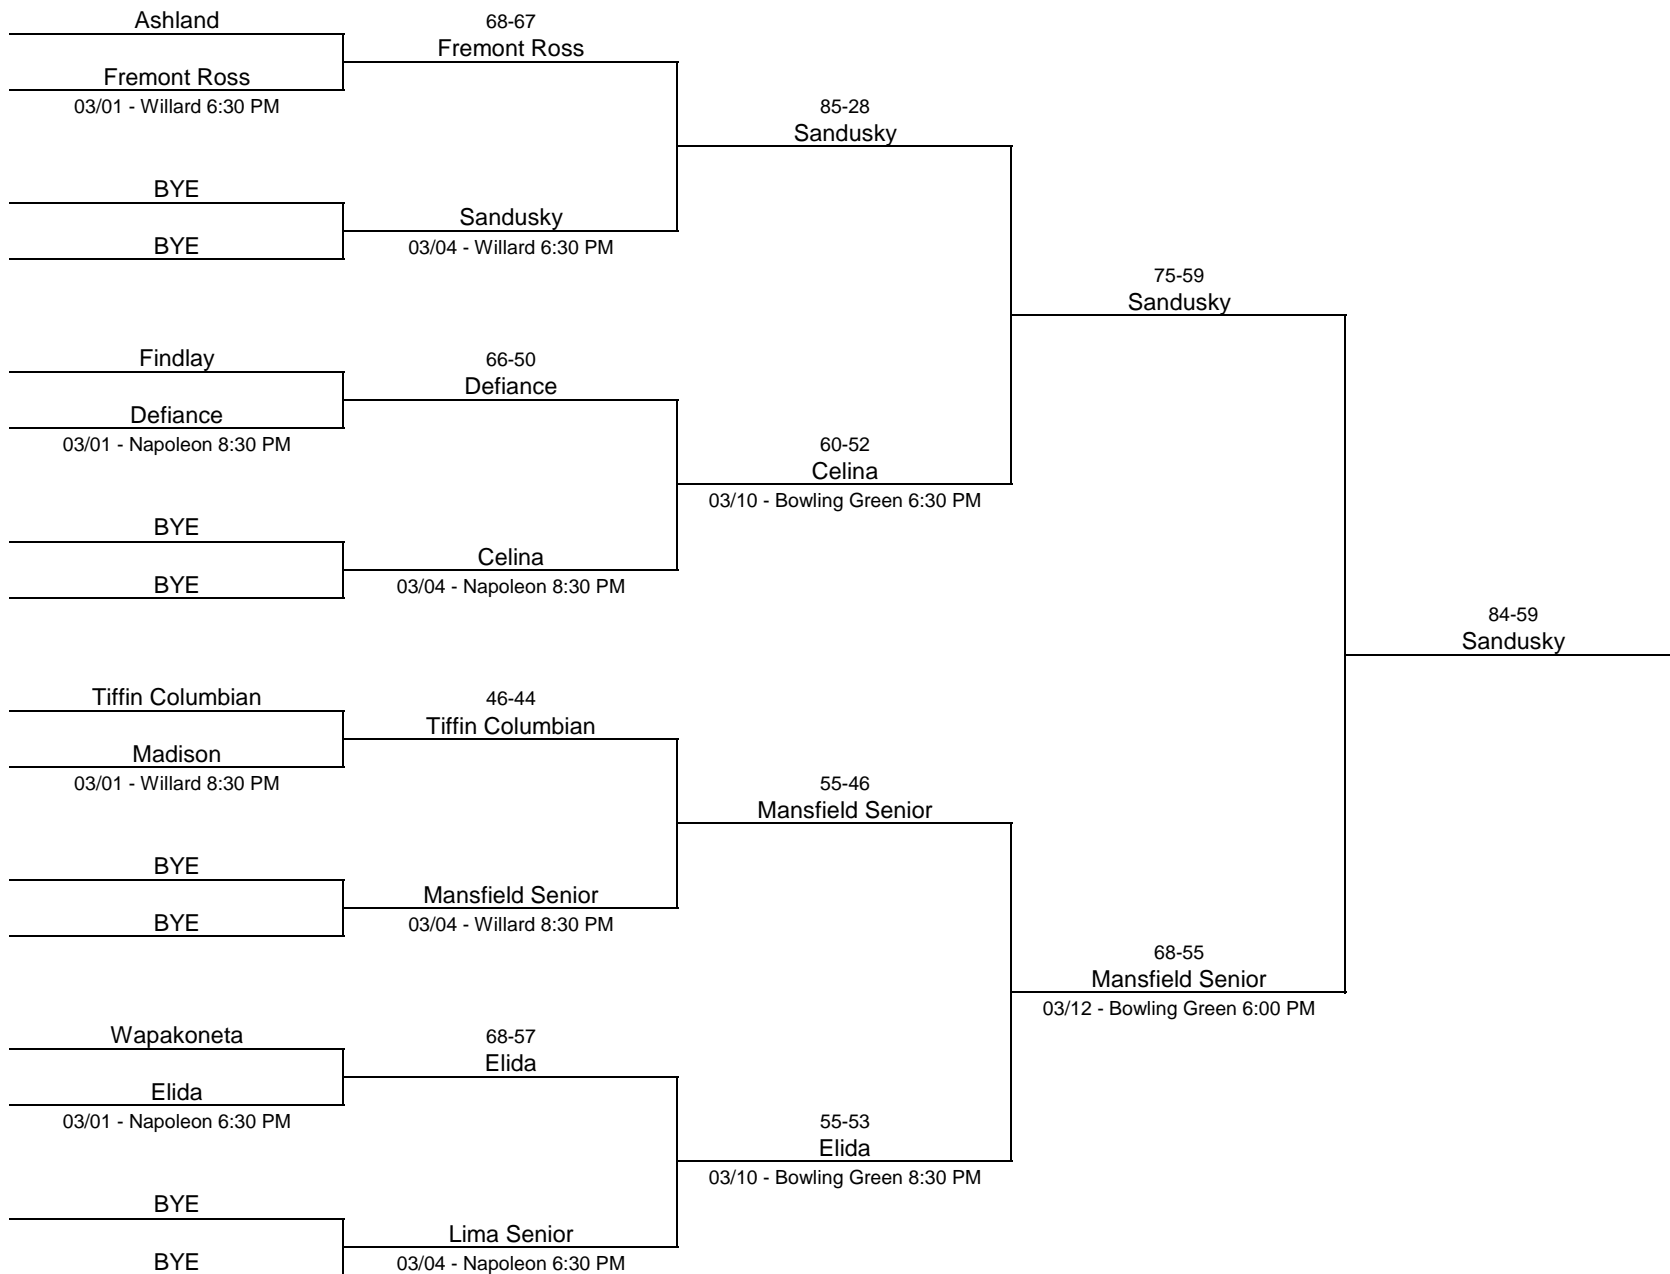 Ashland
Fremont Ross
03/01 - Willard 6:30 PM
BYE
BYE
Findlay
Defiance
03/01 - Napoleon 8:30 PM
BYE
BYE
Tiffin Columbian
Madison
03/01 - Willard 8:30 PM
BYE
BYE
Wapakoneta
Elida
03/01 - Napoleon 6:30 PM
BYE
BYE
68-67
Fremont Ross
Sandusky
03/04 - Willard 6:30 PM
66-50
Defiance
Celina
03/04 - Napoleon 8:30 PM
46-44
Tiffin Columbian
Mansfield Senior
03/04 - Willard 8:30 PM
68-57
Elida
Lima Senior
03/04 - Napoleon 6:30 PM
85-28
Sandusky
60-52
Celina
03/10 - Bowling Green 6:30 PM
55-46
Mansfield Senior
55-53
Elida
03/10 - Bowling Green 8:30 PM
75-59
Sandusky
68-55
Mansfield Senior
03/12 - Bowling Green 6:00 PM
84-59
Sandusky